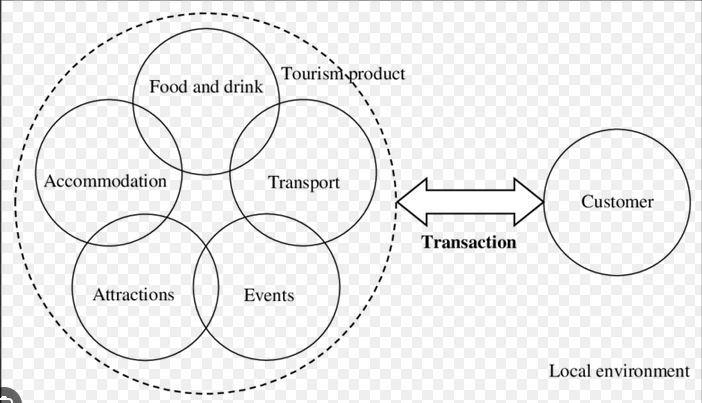 Tourism product
Food and drink
Accommodation
Transport
Customer
Transaction
Attractions
Events
Local environment